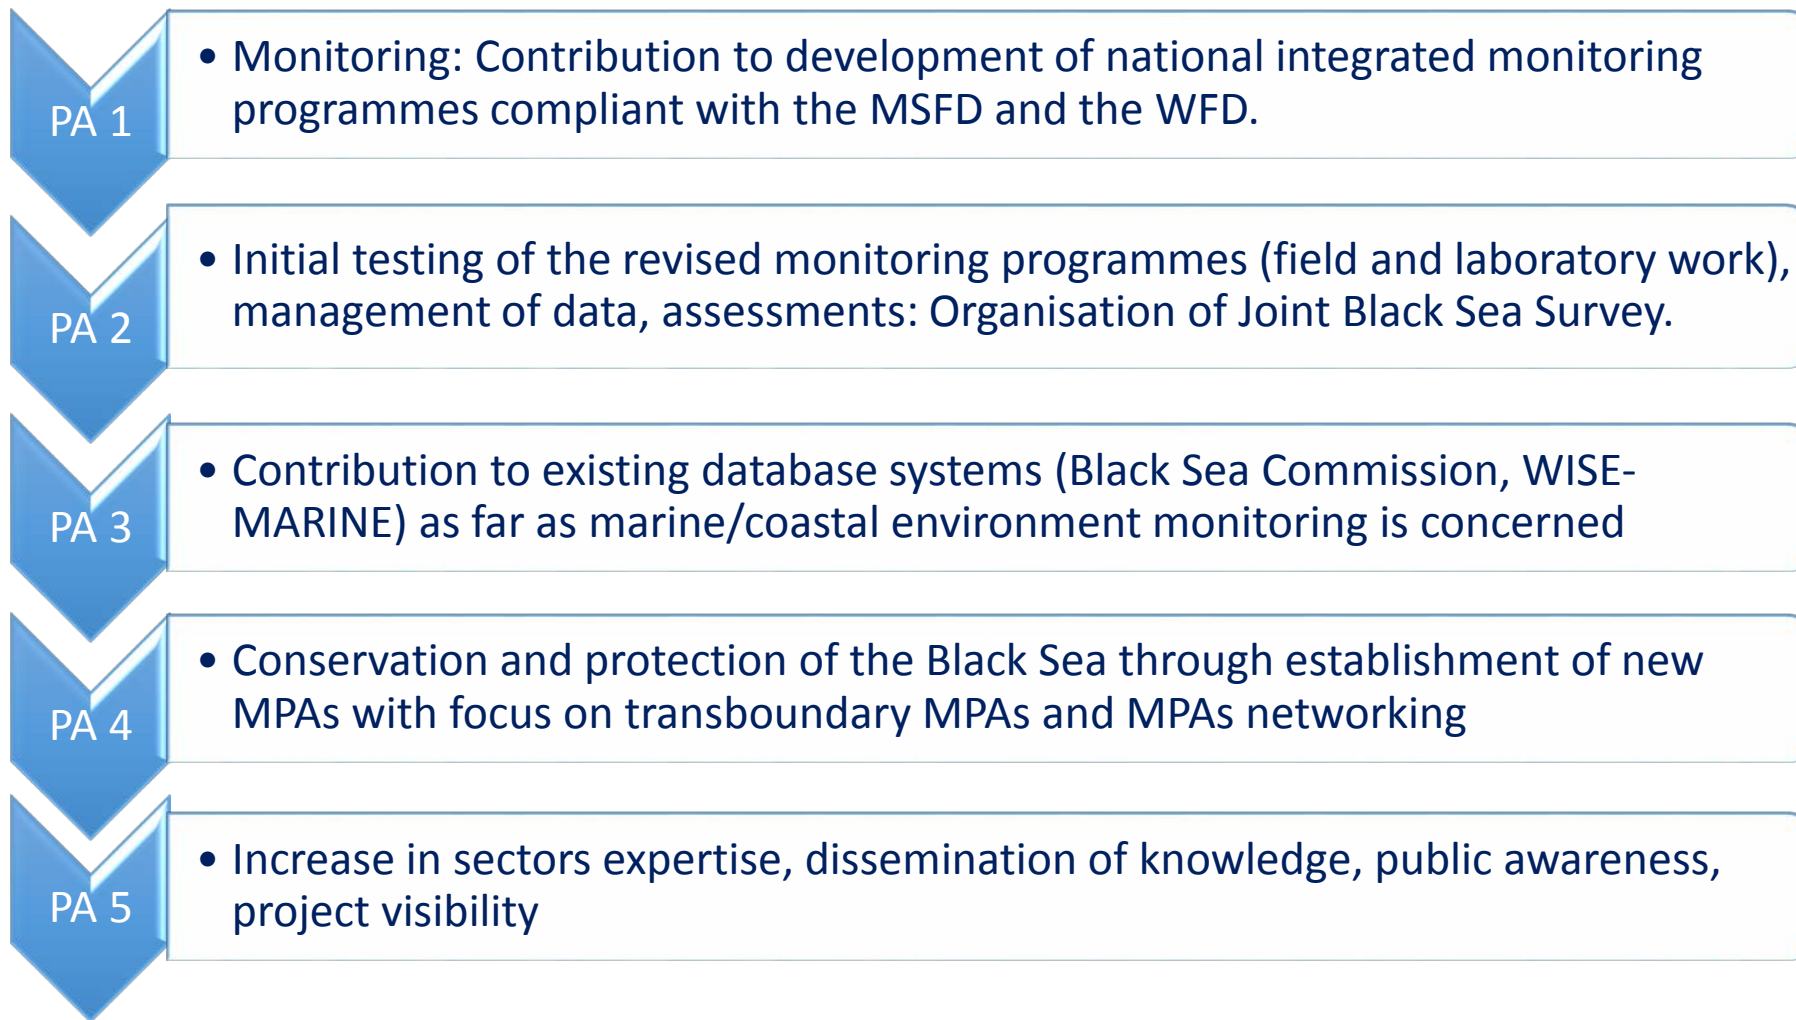 PA 1
• Monitoring: Contribution to development of national integrated monitoring
programmes compliant with the MSFD and the WFD.
PA 2
• Initial testing of the revised monitoring programmes (field and laboratory work),
management of data, assessments: Organisation of Joint Black Sea Survey.
PA 3
• Contribution to existing database systems (Black Sea Commission, WISE-
MARINE) as far as marine/coastal environment monitoring is concerned
PA 4
• Conservation and protection of the Black Sea through establishment of new
MPAs with focus on transboundary MPAs and MPAs networking
PA 5
• Increase in sectors expertise, dissemination of knowledge, public awareness,
project visibility